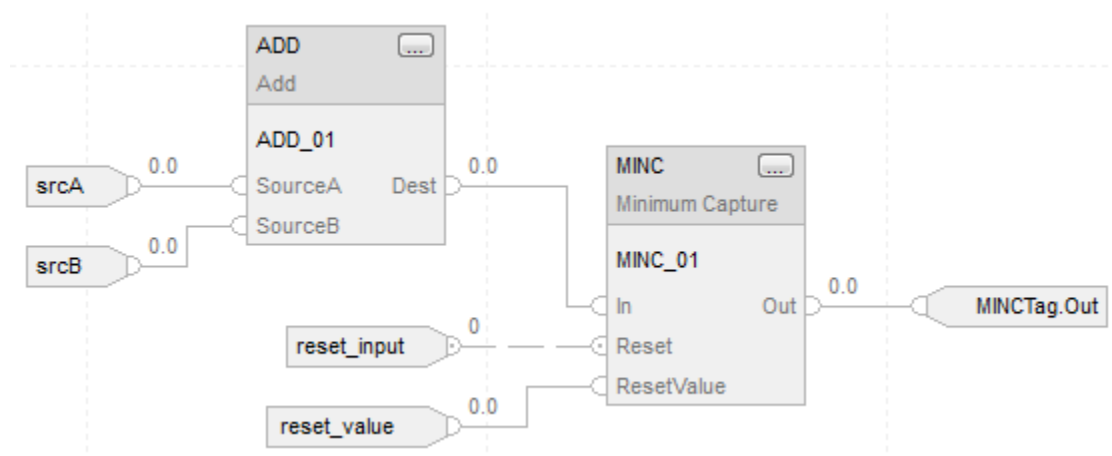 ADD ...
Add
ADD_01
srcA 0.0 SourceA Dest 0.0
srcB 0.0 SourceB
MINC ...
Minimum Capture
MINC_01
In Out 0.0 MINCTag.Out
reset_input 0 Reset
reset_value 0.0 ResetValue